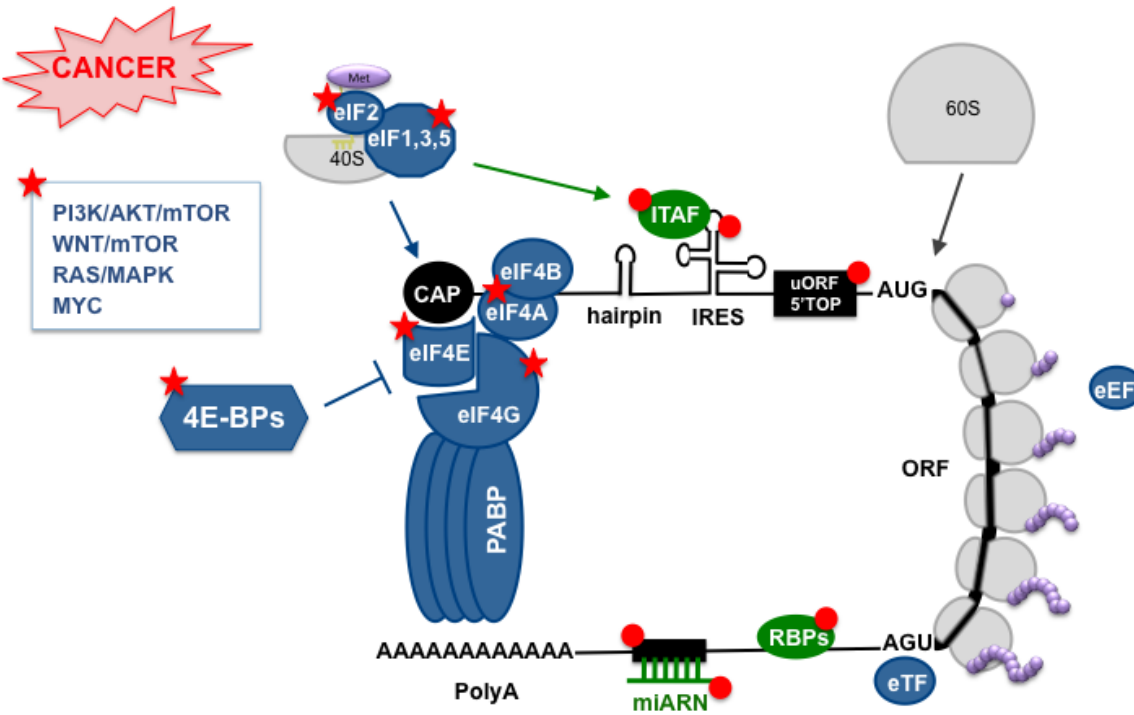 CANCER
Met
eIF2
eIF1,3,5
40S
60S
PI3K/AKT/mTOR
WNT/mTOR
RAS/MAPK
MYC
ITAF
CAP
eIF4B
eIF4A
hairpin
IRES
uORF
5'TOP
AUG
eIF4E
4E-BPs
eIF4G
eEF
ORF
PABP
AAAAAAAAAAAA
PolyA
miARN
RBPs
AGU
eTF